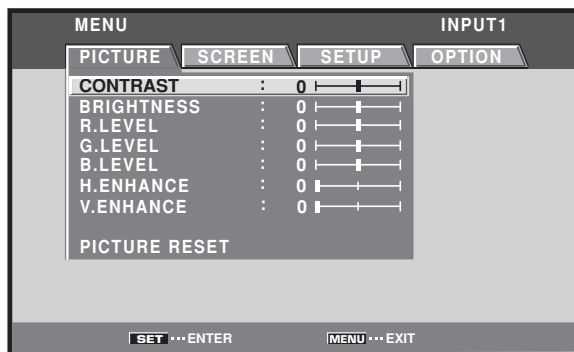 MENU INPUT1
PICTURE SCREEN SETUP OPTION
CONTRAST : 0
BRIGHTNESS : 0
R.LEVEL : 0
G.LEVEL : 0
B.LEVEL : 0
H.ENHANCE : 0
V.ENHANCE : 0
PICTURE RESET
SET ··· ENTER MENU ··· EXIT